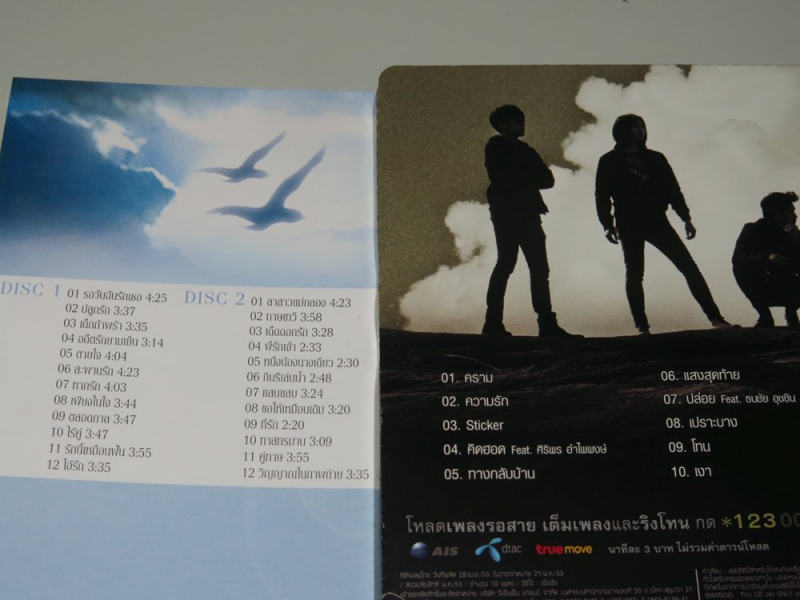 DISC 1
01 รอวันฉันรักเธอ 4:25
02 ปลูกรัก 3:37
03 เด็กกำพร้า 3:35
04 อดีตรักยามเย็น 3:14
05 ตายใจ 4:04
06 สะพานรัก 4:23
07 ทาถรัก 4:03
08 เพียงในใจ 3:44
09 ตลอดกาล 3:47
10 ไร้คู่ 3:47
11 รักนี้เหมือนฝัน 3:55
12 โอ้รัก 3:35
DISC 2
01 ลาสาวแม่กลอง 4:23
02 ทาษเทวี 3:58
03 เด็ดดอกรัก 3:28
04 พี่รักเจ้า 2:33
05 หนึ่งน้องนางเดียว 2:30
06 กินรีเล่นน้ำ 2:48
07 แสนแสบ 3:24
08 ขอให้เหมือนเดิม 3:20
09 ที่รัก 2:20
10 ทาสทรมาน 3:09
11 คู่ทาษ 3:55
12 วิญญาณในภาพถ่าย 3:35
01. คราม
02. ความรัก
03. Sticker
04. คิดฮอด Feat. ศิริพร อำไพพงษ์
05. ทางกลับบ้าน
06. แสงสุดท้าย
07. ปล่อย Feat. ธนชัย อุชชิน
08. เปราะบาง
09. โทน
10. เงา
โหลดเพลงรอสาย เต็มเพลงและริงโทน กด *123 00
AIS dtac truemove นาทีละ 3 บาท ไม่รวมค่าดาวน์โหลด